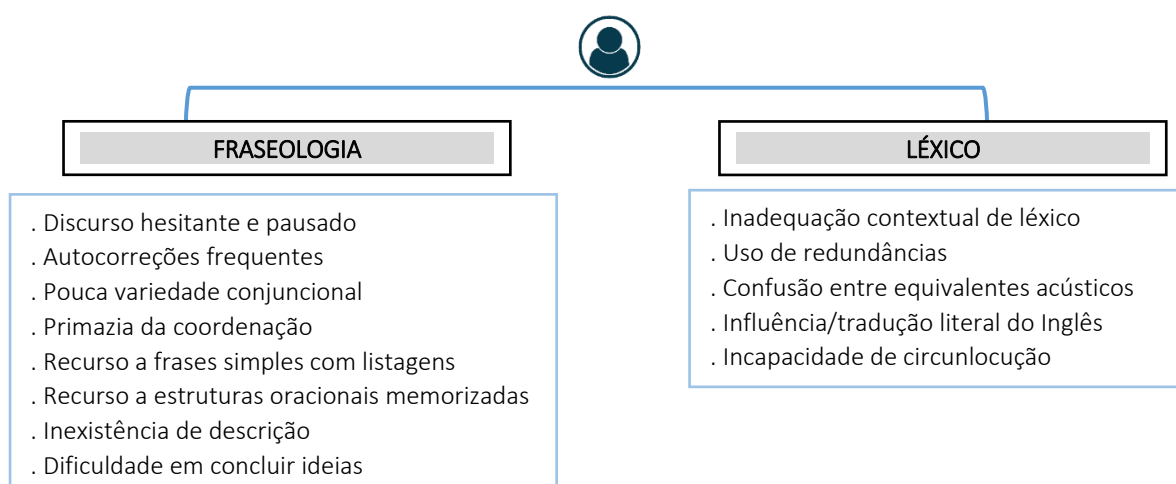 FRASEOLOGIA
. Discurso hesitante e pausado
. Autocorreções frequentes
. Pouca variedade conjuncional
. Primazia da coordenação
. Recurso a frases simples com listagens
. Recurso a estruturas oracionais memorizadas
. Inexistência de descrição
. Dificuldade em concluir ideias
LÉXICO
. Inadequação contextual de léxico
. Uso de redundâncias
. Confusão entre equivalentes acústicos
. Influência/tradução literal do Inglês
. Incapacidade de circunlocução